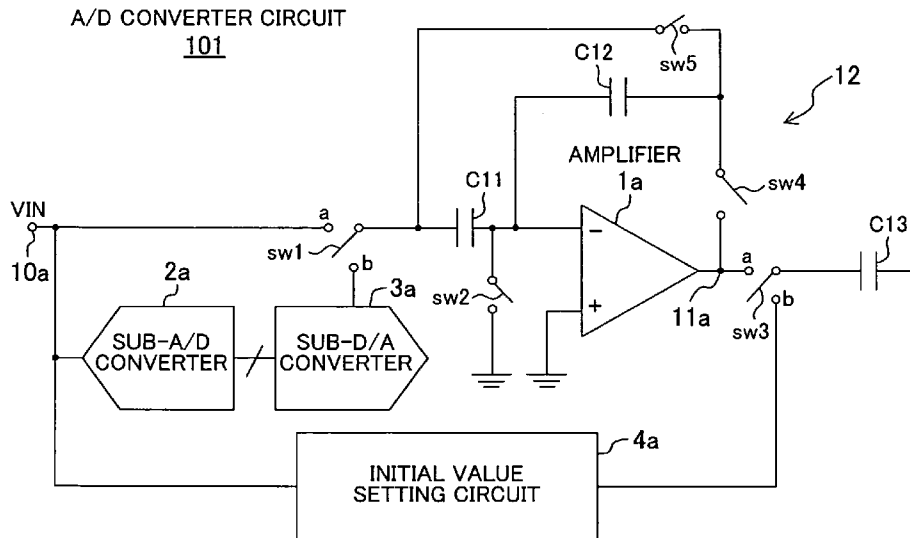 A/D CONVERTER CIRCUIT
101
sw5
C12
12
AMPLIFIER
1a
sw4
C11
VIN
a
sw1
b
10a
C13
2a
3a
sw2
−
+
11a
a
sw3
b
SUB-A/D
CONVERTER
SUB-D/A
CONVERTER
4a
INITIAL VALUE
SETTING CIRCUIT